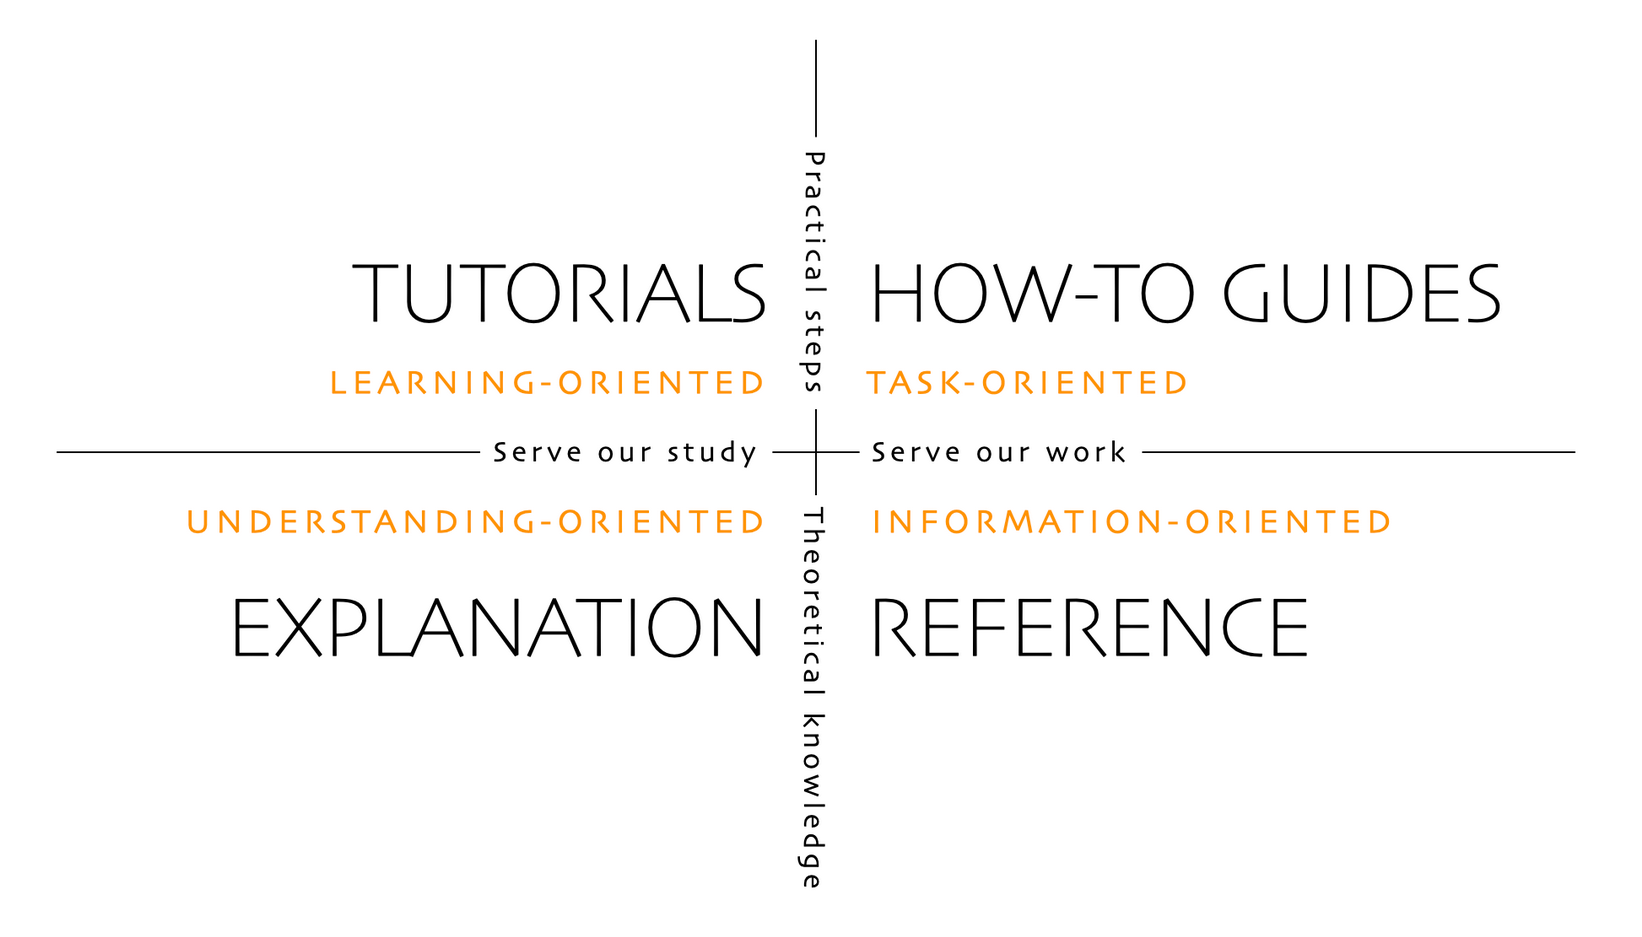 Practical steps
TUTORIALS
HOW-TO GUIDES
LEARNING-ORIENTED
TASK-ORIENTED
Serve our study
Serve our work
UNDERSTANDING-ORIENTED
INFORMATION-ORIENTED
EXPLANATION
REFERENCE
Theoretical knowledge